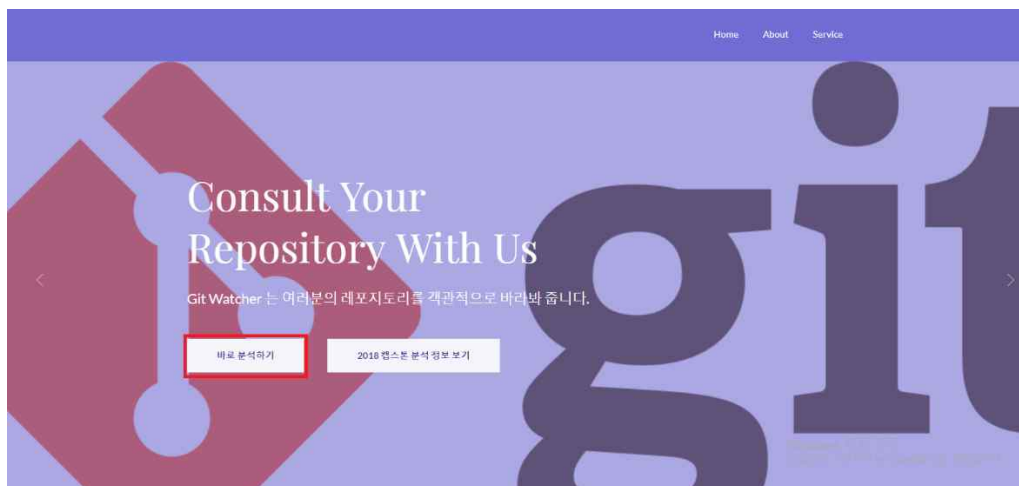 Home About Service
Consult Your
Repository With Us
Git Watcher 는 여러분의 레포지토리를 객관적으로 바라봐 줍니다.
바로 분석하기
2018 캡스톤 분석 정보 보기
git